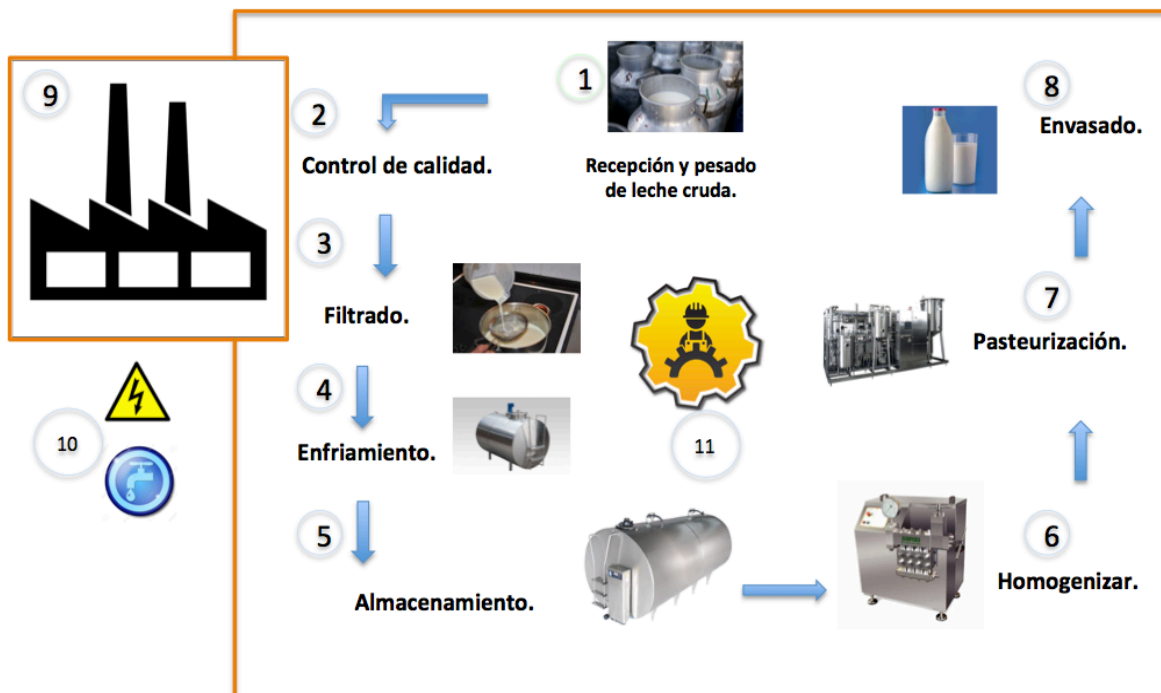 9
1
Recepción y pesado
de leche cruda.
2
Control de calidad.
3
Filtrado.
4
Enfriamiento.
5
Almacenamiento.
6
Homogenizar.
7
Pasteurización.
8
Envasado.
10
11